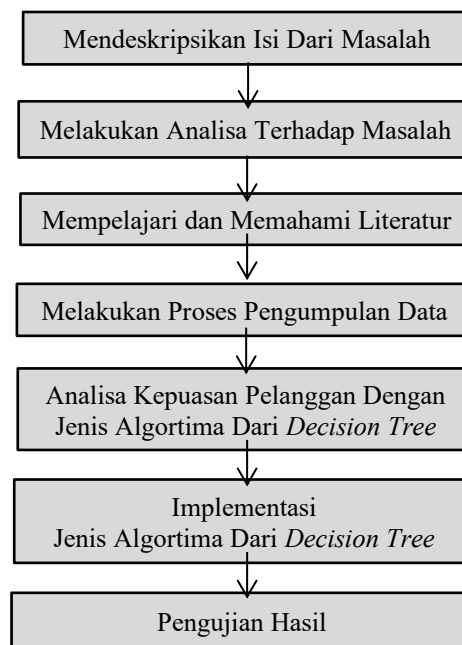 Mendeskripsikan Isi Dari Masalah
Melakukan Analisa Terhadap Masalah
Mempelajari dan Memahami Literatur
Melakukan Proses Pengumpulan Data
Analisa Kepuasan Pelanggan Dengan
Jenis Algortima Dari Decision Tree
Implementasi
Jenis Algortima Dari Decision Tree
Pengujian Hasil